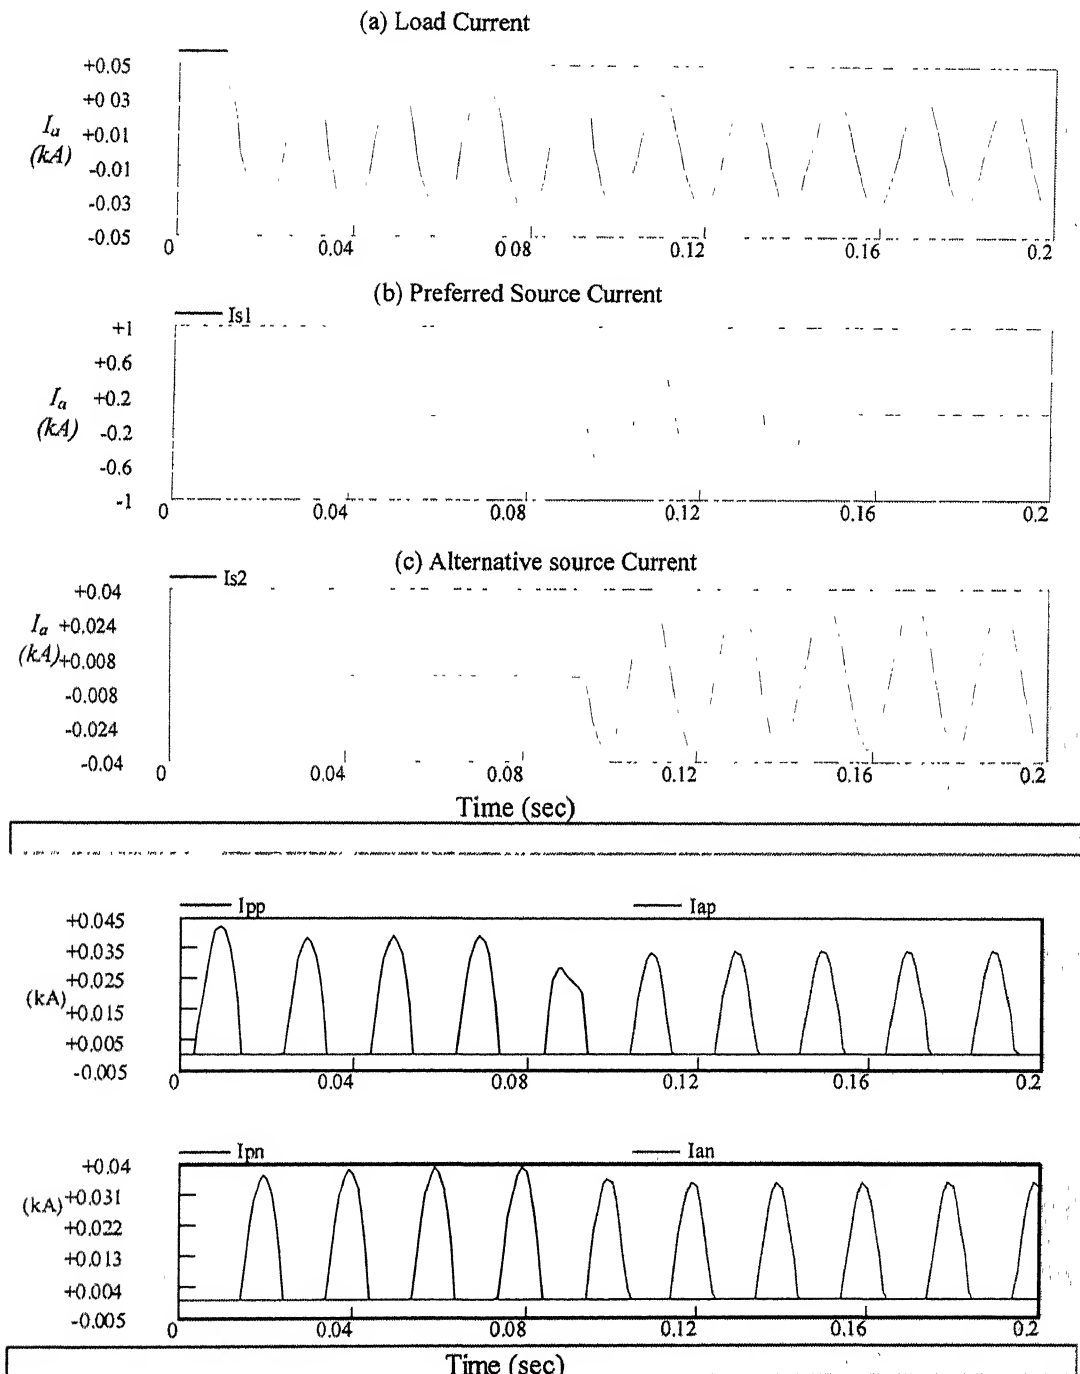 (a) Load Current
+0.05
+0 03
I_a +0.01
(kA)
-0.01
-0.03
-0.05
0 0.04 0 08 0.12 0.16 0.2
(b) Preferred Source Current
Is1
+1
+0.6
I_a +0.2
(kA) -0.2
-0.6
-1
0 0.04 0.08 0.12 0.16 0.2
(c) Alternative source Current
Is2
+0.04
I_a +0.024
(kA) +0.008
-0.008
-0.024
-0.04
0 0.04 0.08 0.12 0.16 0.2
Time (sec)
Ipp Iap
+0.045
+0.035
+0.025
(kA) +0.015
+0.005
-0.005
0 0.04 0.08 0.12 0.16 0.2
Ipn Ian
+0.04
(kA) +0.031
+0.022
+0.013
+0.004
-0.005
0 0.04 0.08 0.12 0.16 0.2
Time (sec)